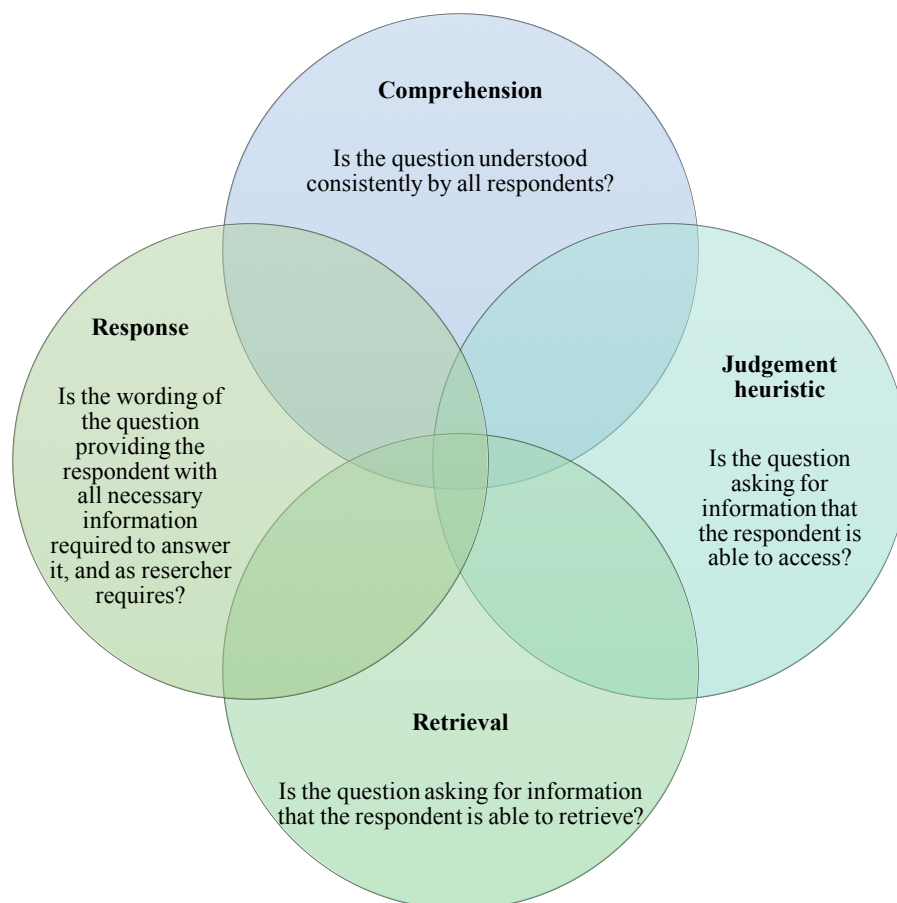 Comprehension
Is the question understood
consistently by all respondents?
Response
Is the wording of
the question
providing the
respondent with
all necessary
information
required to answer
it, and as resercher
requires?
Judgement
heuristic
Is the question
asking for
information that
the respondent is
able to access?
Retrieval
Is the question asking for information
that the respondent is able to retrieve?